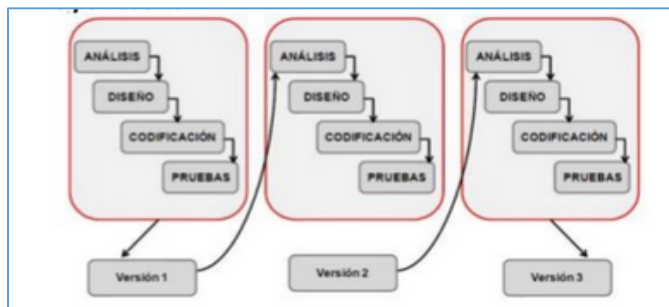 ANÁLISIS
DISEÑO
CODIFICACIÓN
PRUEBAS
ANÁLISIS
DISEÑO
CODIFICACIÓN
PRUEBAS
ANÁLISIS
DISEÑO
CODIFICACIÓN
PRUEBAS
Versión 1
Versión 2
Versión 3